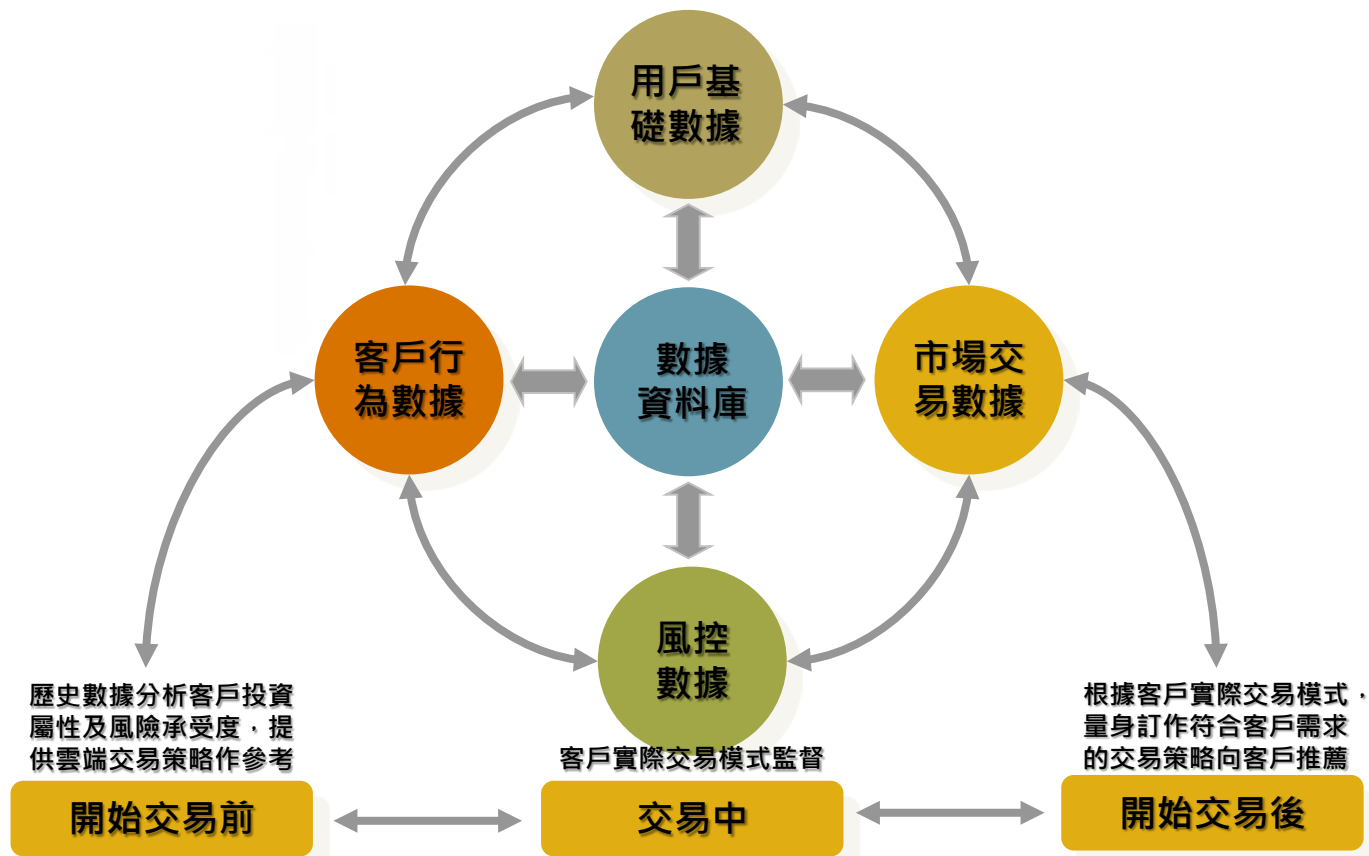 用戶基
礎數據
客戶行
為數據
數據
資料庫
市場交
易數據
風控
數據
歷史數據分析客戶投資
屬性及風險承受度，提
供雲端交易策略作參考
客戶實際交易模式監督
根據客戶實際交易模式，
量身訂作符合客戶需求
的交易策略向客戶推薦
開始交易前
交易中
開始交易後